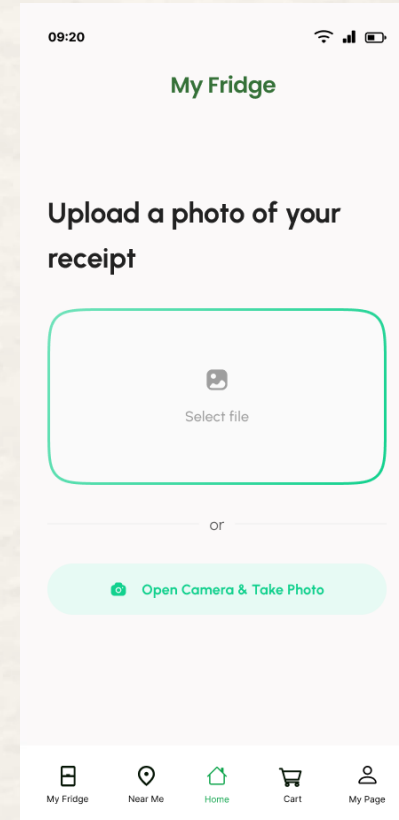 09:20
My Fridge
Upload a photo of your
receipt
Select file
or
Open Camera & Take Photo
My Fridge
Near Me
Home
Cart
My Page